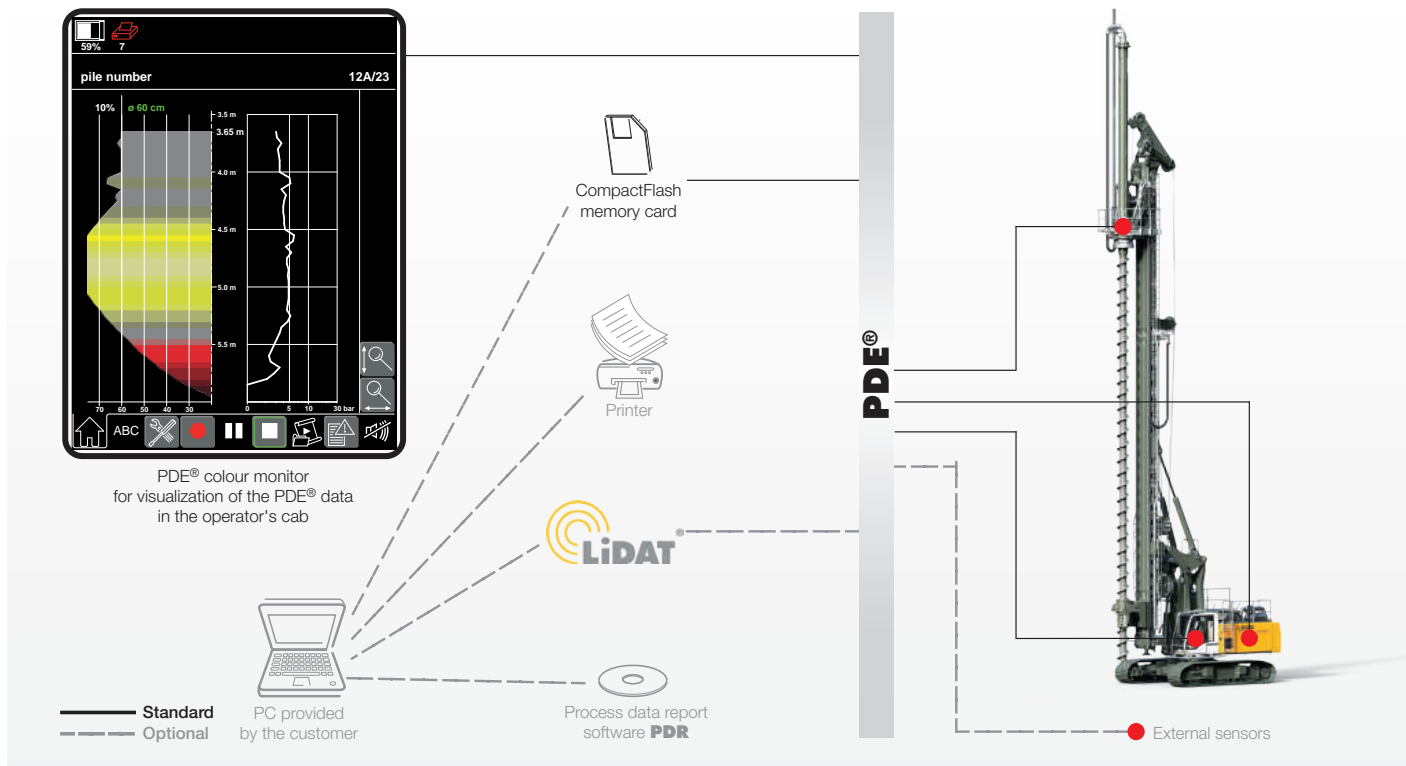 59%
7
pile number
12A/23
10%
ø 60 cm
3.5 m
3.65 m
4.0 m
4.5 m
5.0 m
5.5 m
70
60
50
40
30
0
5
10
30 bar
ABC
PDE® colour monitor
for visualization of the PDE® data
in the operator's cab
CompactFlash
memory card
Printer
LiDAT®
PC provided
by the customer
Process data report
software PDR
Standard
Optional
PDE®
External sensors